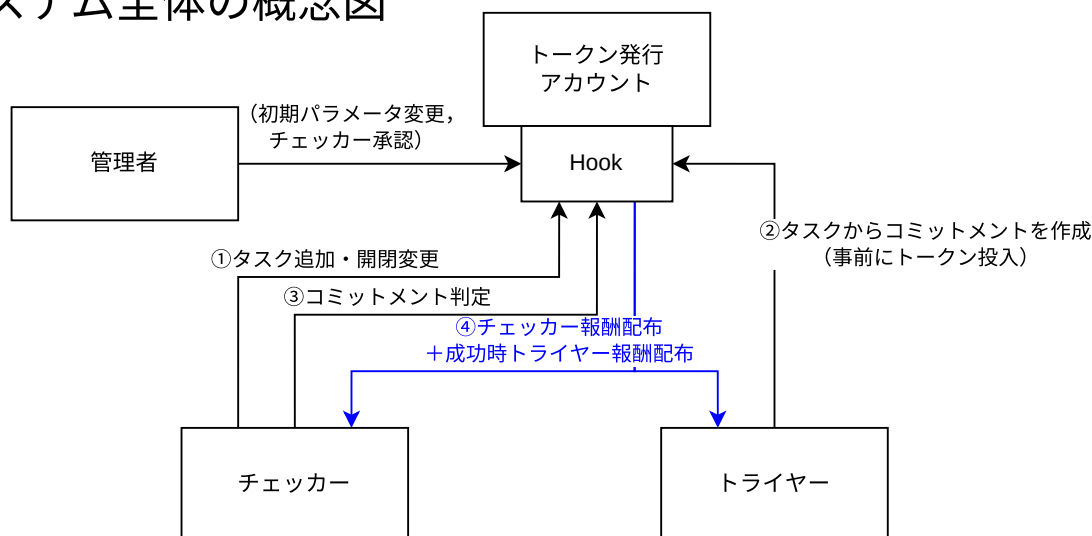 ステム全体の概念図
トークン発行
アカウント
（初期パラメータ変更，
チェッカー承認）
管理者
Hook
②タスクからコミットメントを作成
（事前にトークン投入）
①タスク追加・開閉変更
③コミットメント判定
④チェッカー報酬配布
＋成功時トライヤー報酬配布
チェッカー
トライヤー